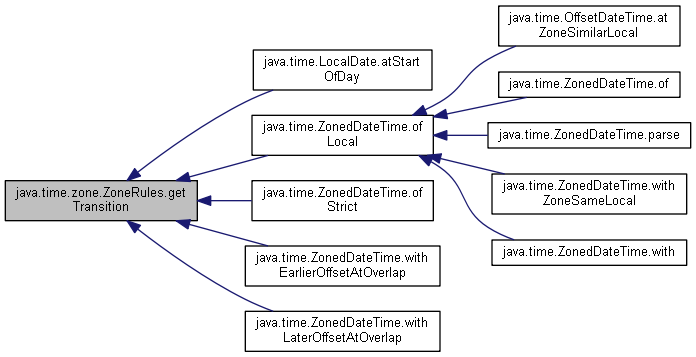 java.time.zone.ZoneRules.get
Transition
java.time.LocalDate.atStart
OfDay
java.time.ZonedDateTime.of
Local
java.time.ZonedDateTime.of
Strict
java.time.ZonedDateTime.with
EarlierOffsetAtOverlap
java.time.ZonedDateTime.with
LaterOffsetAtOverlap
java.time.OffsetDateTime.at
ZoneSimilarLocal
java.time.ZonedDateTime.of
java.time.ZonedDateTime.parse
java.time.ZonedDateTime.with
ZoneSameLocal
java.time.ZonedDateTime.with